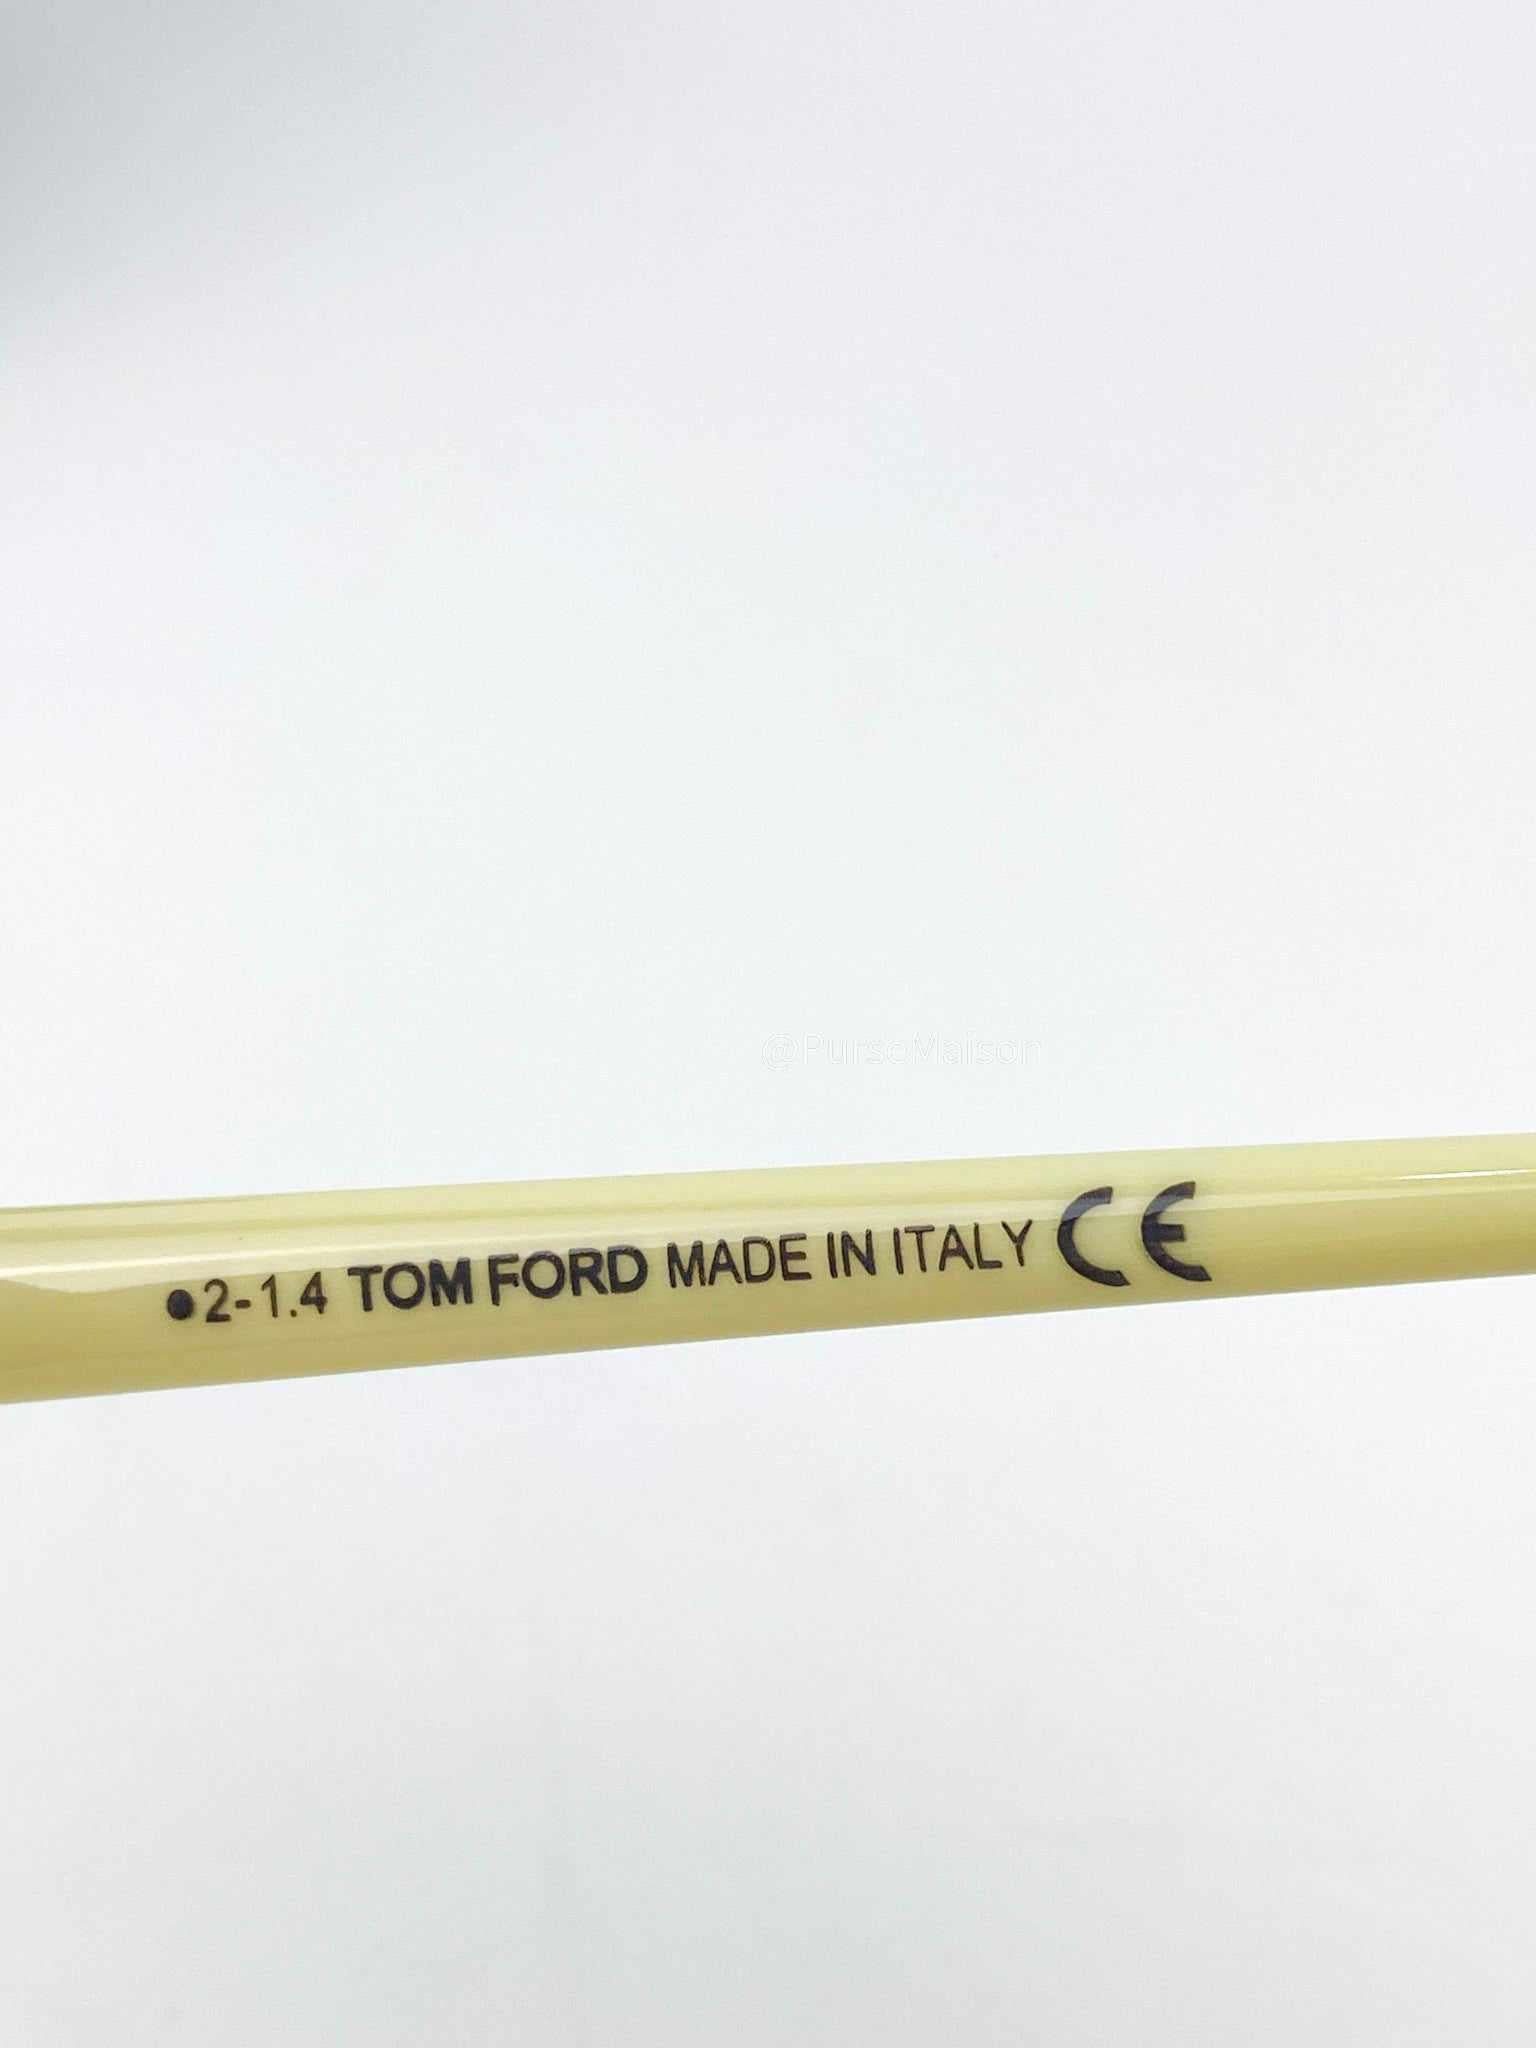 @PurseMaison
●2-1.4 TOM FORD MADE IN ITALY CE